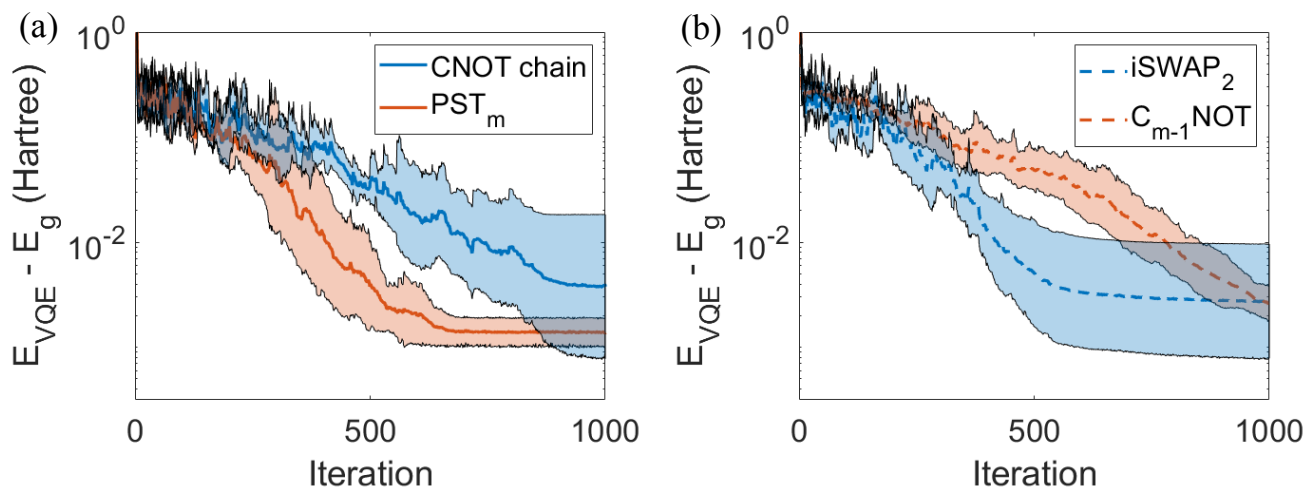 (a)
10^0
10^-2
E_VQE - E_g (Hartree)
CNOT chain
PST_m
0
500
1000
Iteration
(b)
10^0
10^-2
E_VQE - E_g (Hartree)
iSWAP_2
C_m-1NOT
0
500
1000
Iteration